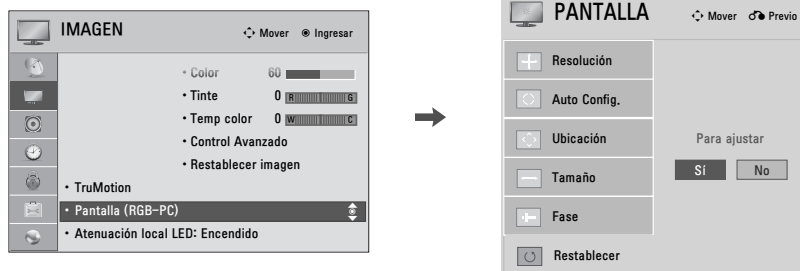 IMAGEN
Mover
Ingresar
• Color 60
• Tinte 0 R G
• Temp color 0 W C
• Control Avanzado
• Restablecer imagen
• TruMotion
• Pantalla (RGB-PC)
• Atenuación local LED: Encendido
PANTALLA
Mover
Previo
Resolución
Auto Config.
Ubicación
Tamaño
Fase
Restablecer
Para ajustar
Sí No